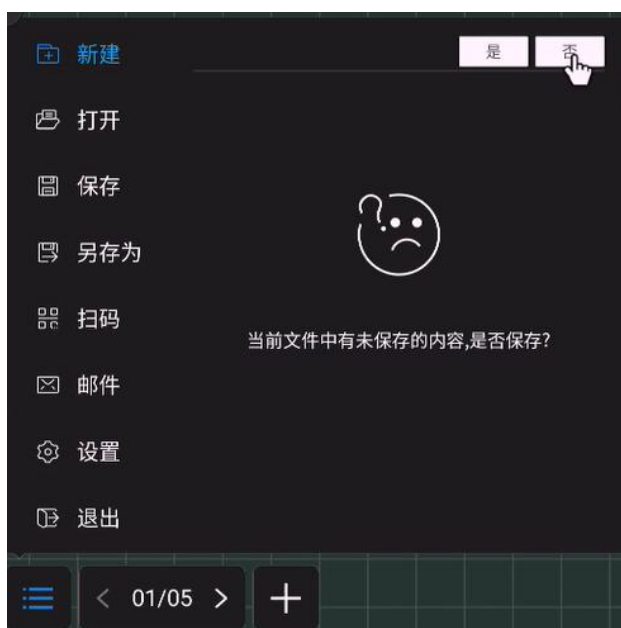 新建
是
否
打开
保存
另存为
扫码
当前文件中有未保存的内容,是否保存?
邮件
设置
退出
01/05